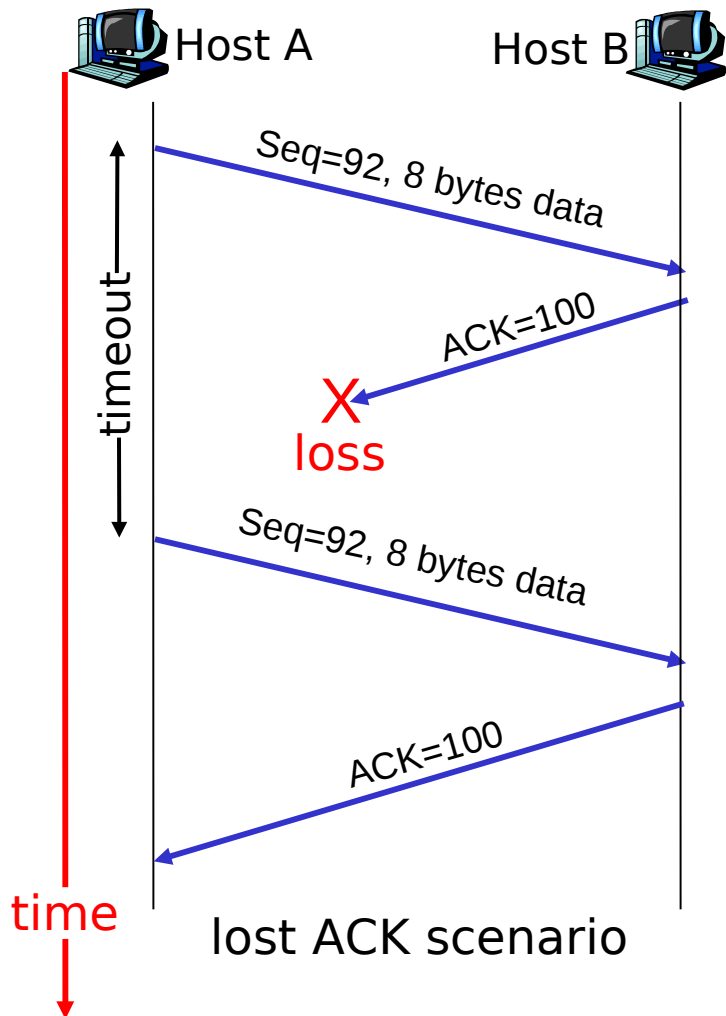 Host A
Host B
Seq=92, 8 bytes data
ACK=100
timeout
X
loss
Seq=92, 8 bytes data
ACK=100
time
lost ACK scenario